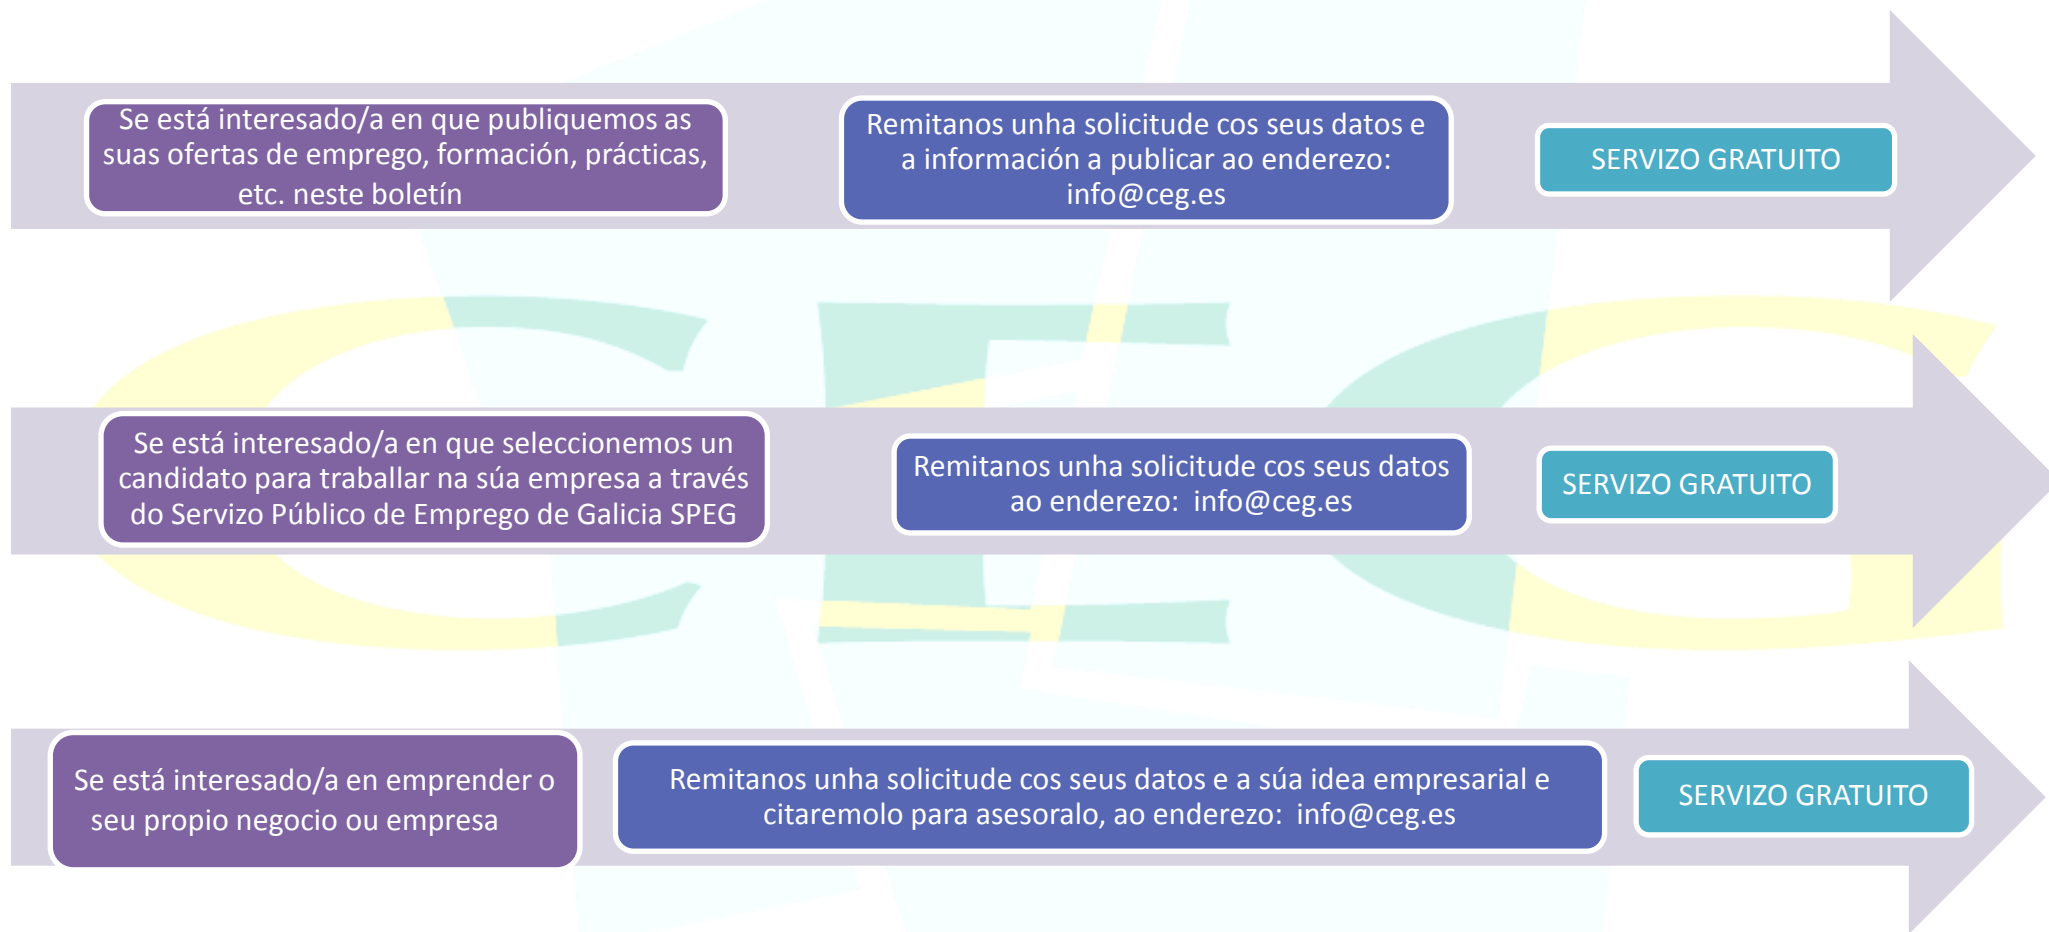 Se está interesado/a en que publiquemos as
suas ofertas de emprego, formación, prácticas,
etc. neste boletín
Remitanos unha solicitude cos seus datos e
a información a publicar ao enderezo:
info@ceg.es
SERVIZO GRATUITO
CEG
Se está interesado/a en que seleccionemos un
candidato para traballar na súa empresa a través
do Servizo Público de Emprego de Galicia SPEG
Remitanos unha solicitude cos seus datos
ao enderezo: info@ceg.es
SERVIZO GRATUITO
Se está interesado/a en emprender o
seu propio negocio ou empresa
Remitanos unha solicitude cos seus datos e a súa idea empresarial e
citaremolo para asesoralo, ao enderezo: info@ceg.es
SERVIZO GRATUITO